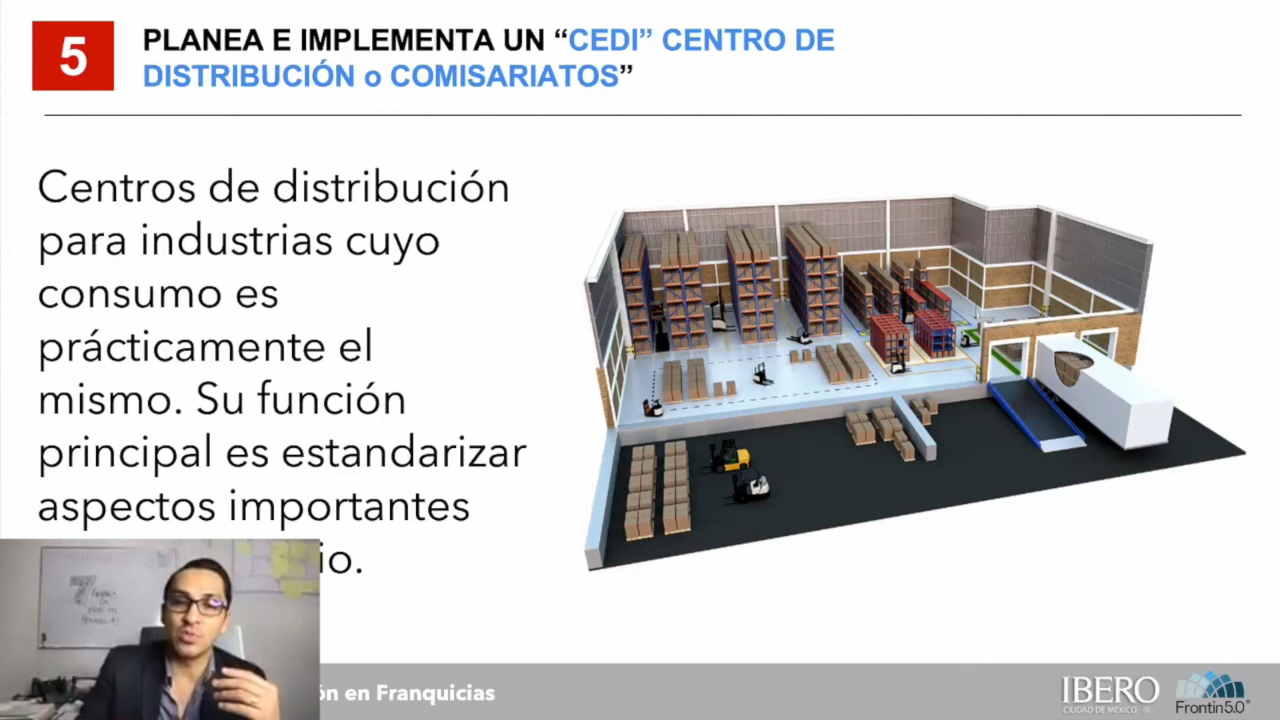 5
PLANEA E IMPLEMENTA UN “CEDI” CENTRO DE
DISTRIBUCIÓN o COMISARIATOS”
Centros de distribución
para industrias cuyo
consumo es
prácticamente el
mismo. Su función
principal es estandarizar
aspectos importantes
io.
ón en Franquicias
IBERO
CIUDAD DE MÉXICO
Frontin5.0